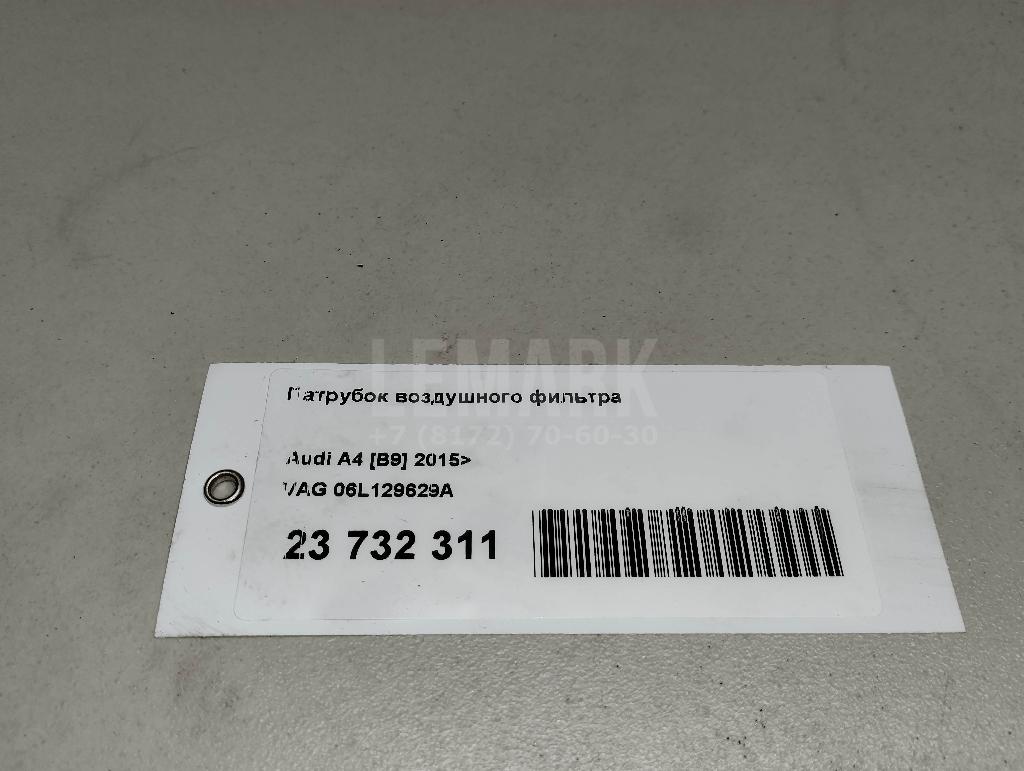 LEMARK
+7 (8172) 70-60-30
Патрубок воздушного фильтра
Audi A4 [B9] 2015>
VAG 06L129629A
23 732 311